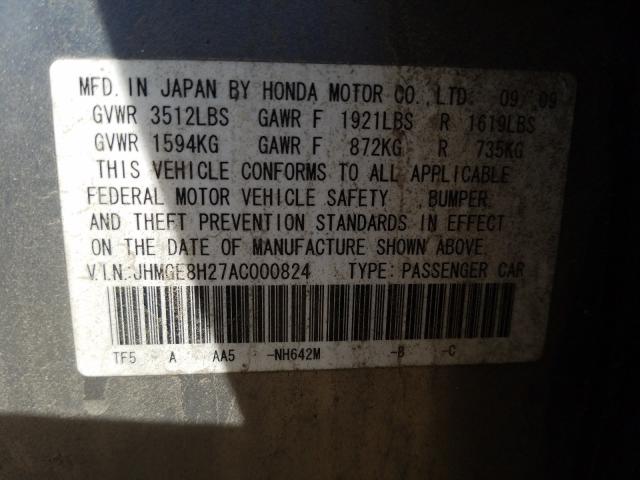 MFD. IN JAPAN BY HONDA MOTOR CO.,LTD. 09/09
GVWR 3512LBS GAWR F 1921LBS R 1619LBS
GVWR 1594KG GAWR F 872KG R 735KG
THIS VEHICLE CONFORMS TO ALL APPLICABLE
FEDERAL MOTOR VEHICLE SAFETY , BUMPER,
AND THEFT PREVENTION STANDARDS IN EFFECT
ON THE DATE OF MANUFACTURE SHOWN ABOVE.
V.I.N.:JHMGE8H27AC000824 TYPE: PASSENGER CAR
TF5 A AA5 -NH642M -B -C